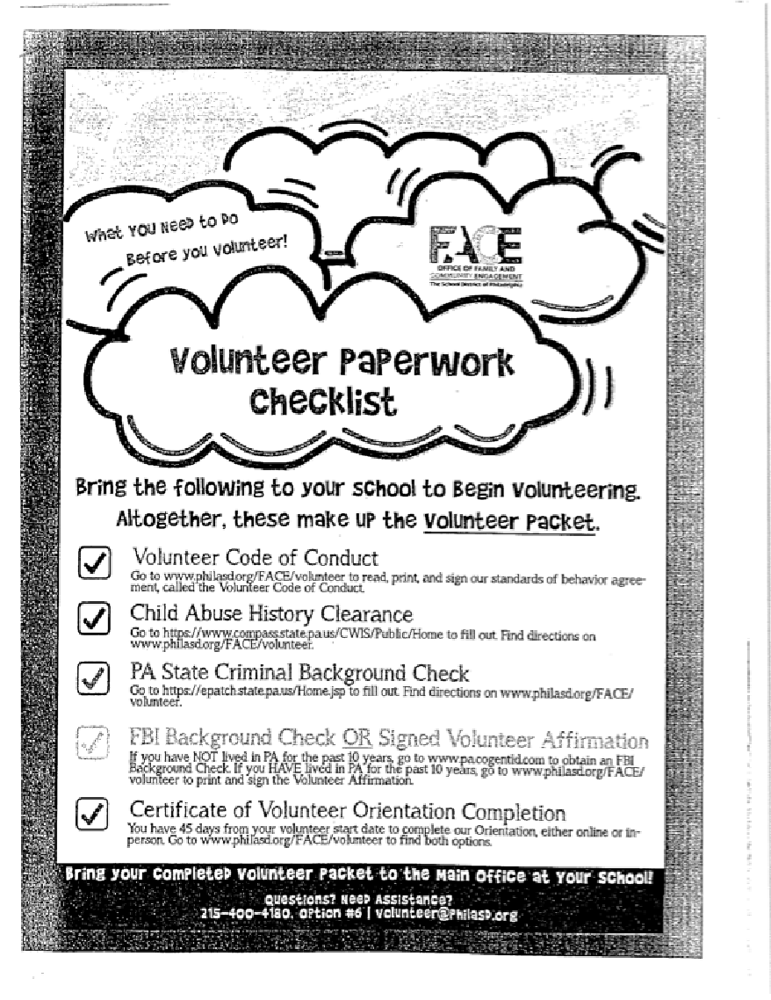 What YOU Need to Do
Before you volunteer!
FACE
OFFICE OF FAMILY AND
COMMUNITY ENGAGEMENT
The School District of Philadelphia
Volunteer Paperwork
Checklist
Bring the following to your school to Begin Volunteering.
Altogether, these make up the Volunteer Packet.
Volunteer Code of Conduct
Go to www.philasd.org/FACE/volunteer to read, print, and sign our standards of behavior agree-
ment, called the Volunteer Code of Conduct.
Child Abuse History Clearance
Go to https://www.compass.state.pa.us/CWIS/Public/Home to fill out. Find directions on
www.philasd.org/FACE/volunteer.
PA State Criminal Background Check
Go to https://epatch.state.pa.us/Home.jsp to fill out. Find directions on www.philasd.org/FACE/
volunteer.
FBI Background Check OR Signed Volunteer Affirmation
If you have NOT lived in PA for the past 10 years, go to www.pa.cogentid.com to obtain an FBI
Background Check. If you HAVE lived in PA for the past 10 years, go to www.philasd.org/FACE/
volunteer to print and sign the Volunteer Affirmation.
Certificate of Volunteer Orientation Completion
You have 45 days from your volunteer start date to complete our Orientation, either online or in-
person. Go to www.philasd.org/FACE/volunteer to find both options.
Bring your Completed Volunteer Packet to the Main Office at Your School!
Questions? Need Assistance?
215-400-4180, Option #6 | volunteer@Philasd.org